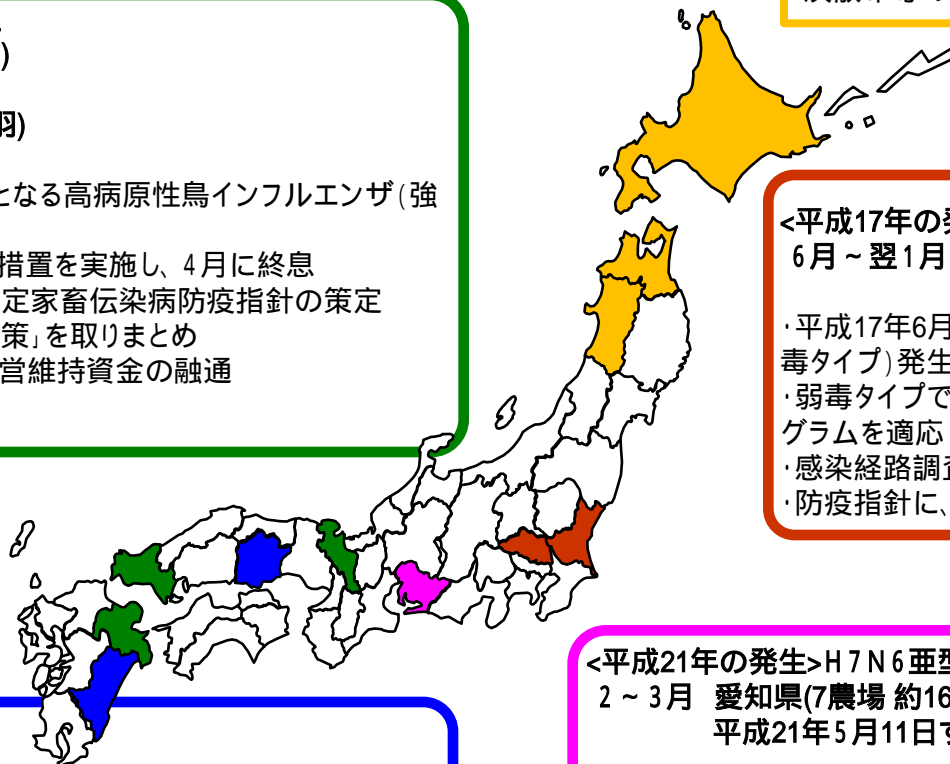 )
羽)
となる高病原性鳥インフルエンザ(強
措置を実施し、4月に終息
定家畜伝染病防疫指針の策定
策」を取りまとめ
営維持資金の融通
<平成17年の発
6月~翌1月
・平成17年6月
毒タイプ)発生
・弱毒タイプで
グラムを適応
・感染経路調査
・防疫指針に、
<平成21年の発生>H7N6亜型
2~3月 愛知県(7農場 約16
平成21年5月11日す